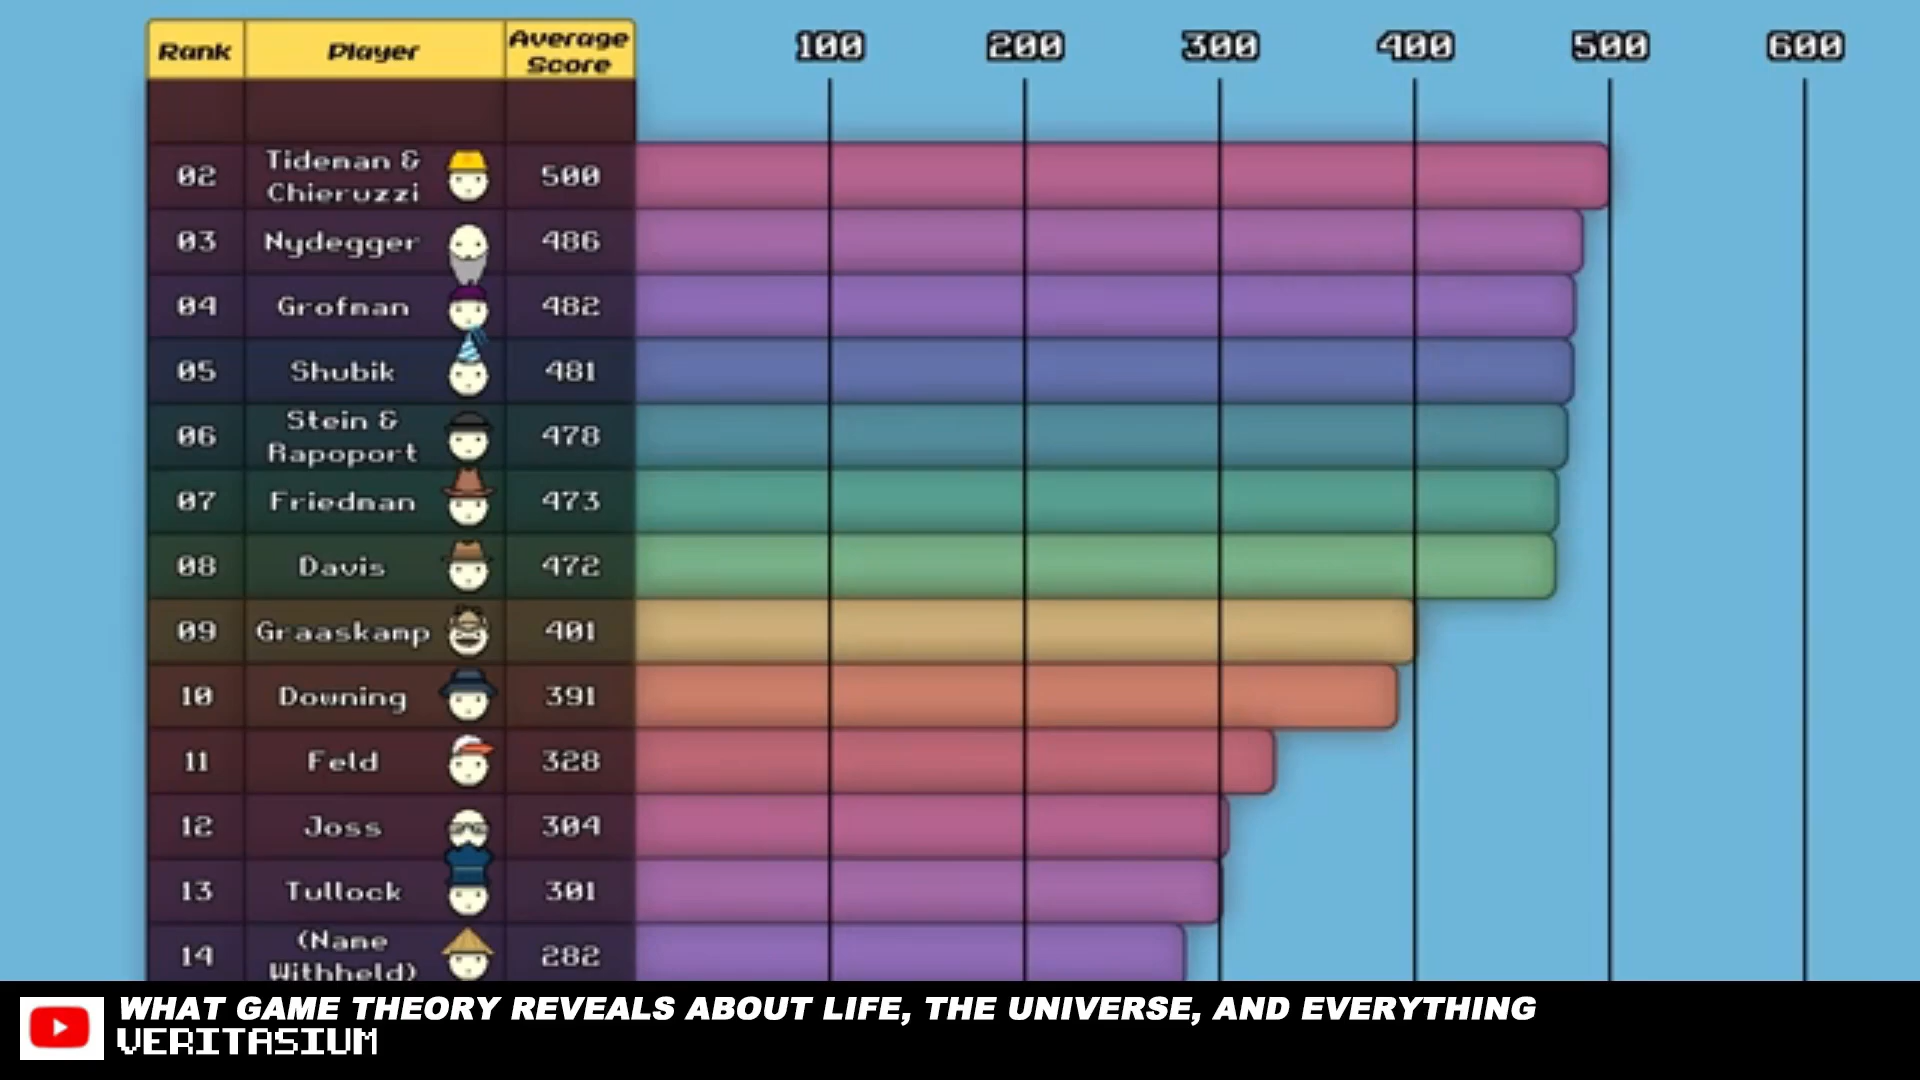 Rank Player Average Score 100 200 300 400 500 600
02 Tideman & Chieruzzi 500
03 Nydegger 486
04 Grofman 482
05 Shubik 481
06 Stein & Rapoport 478
07 Friedman 473
08 Davis 472
09 Graaskamp 401
10 Downing 391
11 Feld 328
12 Joss 304
13 Tullock 301
14 (Name Withheld) 282
WHAT GAME THEORY REVEALS ABOUT LIFE, THE UNIVERSE, AND EVERYTHING
VERITASIUM